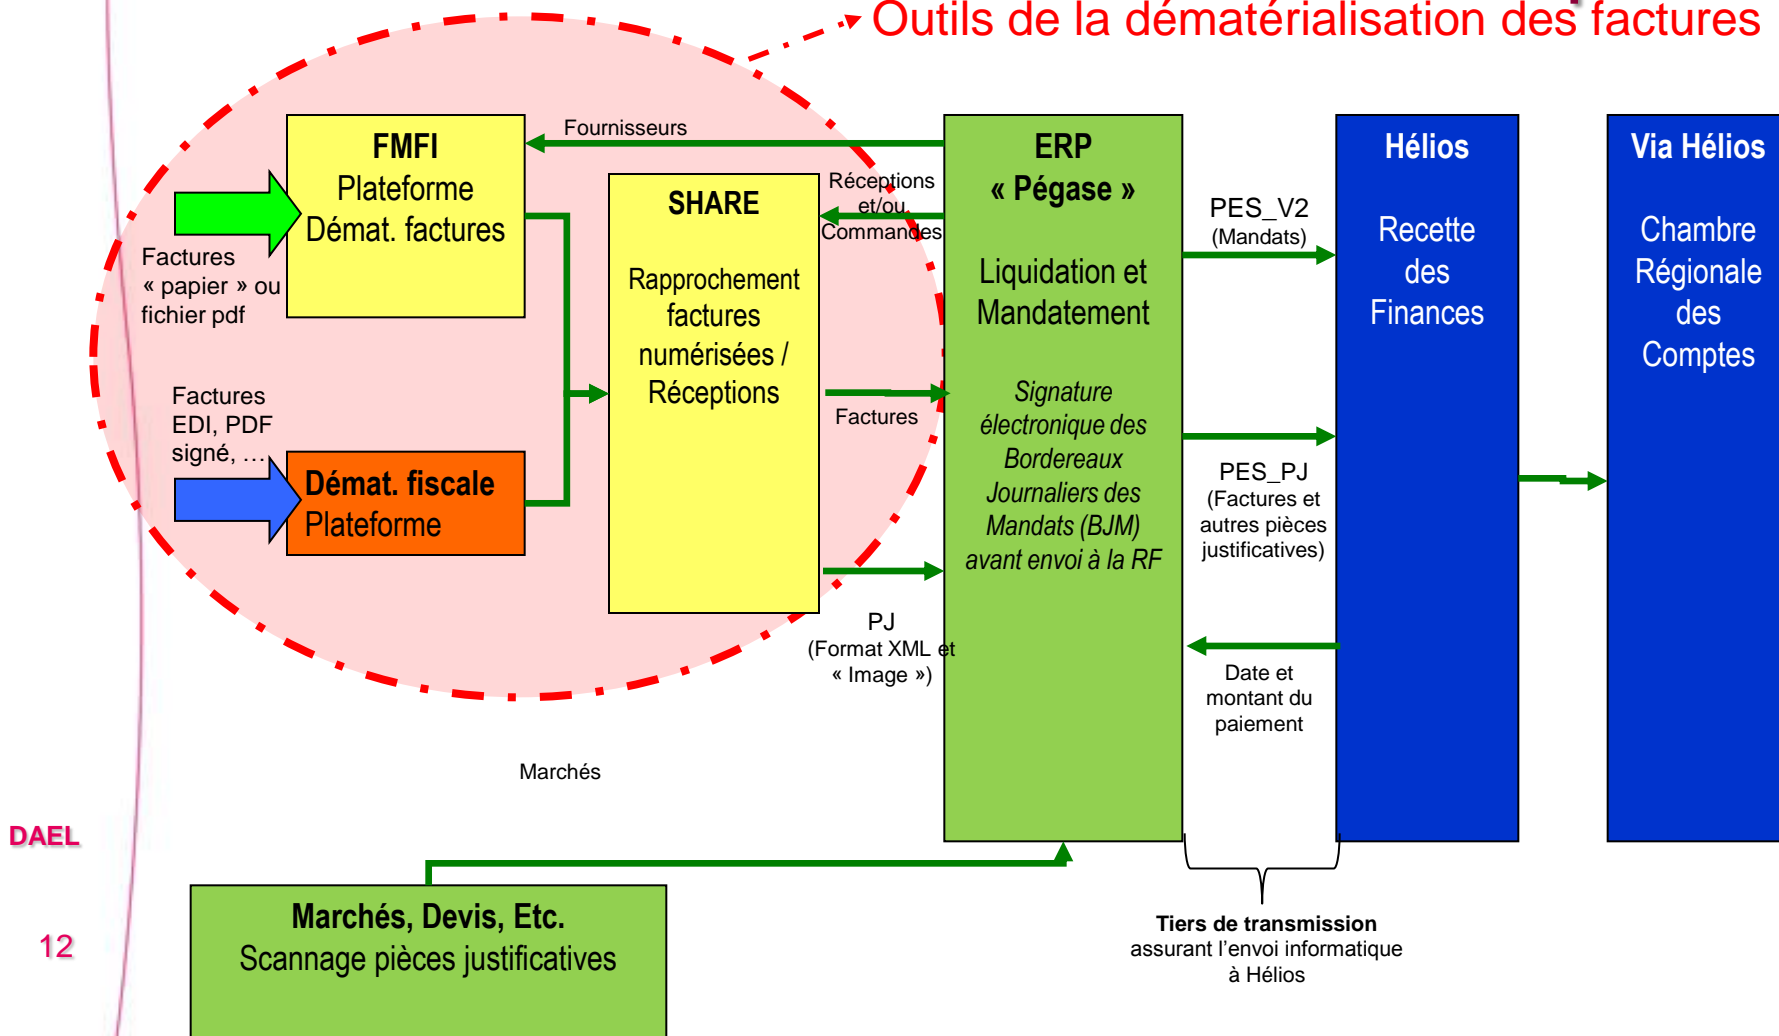 Outils de la dématérialisation des factures
FMFI
Plateforme
Démat. factures
Fournisseurs
Factures
« papier » ou
fichier pdf
Factures
EDI, PDF
signé, ...
Démat. fiscale
Plateforme
SHARE
Rapprochement
factures
numérisées /
Réceptions
Réceptions
et/ou
Commandes
Factures
PJ
(Format XML et
« Image »)
ERP
« Pégase »
Liquidation et
Mandatement
Signature
électronique des
Bordereaux
Journaliers des
Mandats (BJM)
avant envoi à la RF
PES_V2
(Mandats)
PES_PJ
(Factures et
autres pièces
justificatives)
Date et
montant du
paiement
Hélios
Recette
des
Finances
Via Hélios
Chambre
Régionale
des
Comptes
Marchés
DAEL
12
Marchés, Devis, Etc.
Scannage pièces justificatives
Tiers de transmission
assurant l'envoi informatique
à Hélios